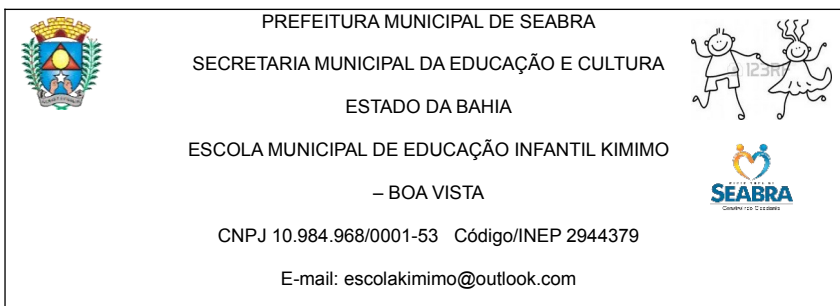 PREFEITURA MUNICIPAL DE SEABRA
SECRETARIA MUNICIPAL DA EDUCAÇÃO E CULTURA
ESTADO DA BAHIA
ESCOLA MUNICIPAL DE EDUCAÇÃO INFANTIL KIMIMO
– BOA VISTA
CNPJ 10.984.968/0001-53 Código/INEP 2944379
E-mail: escolakimimo@outlook.com
123RF
SEABRA